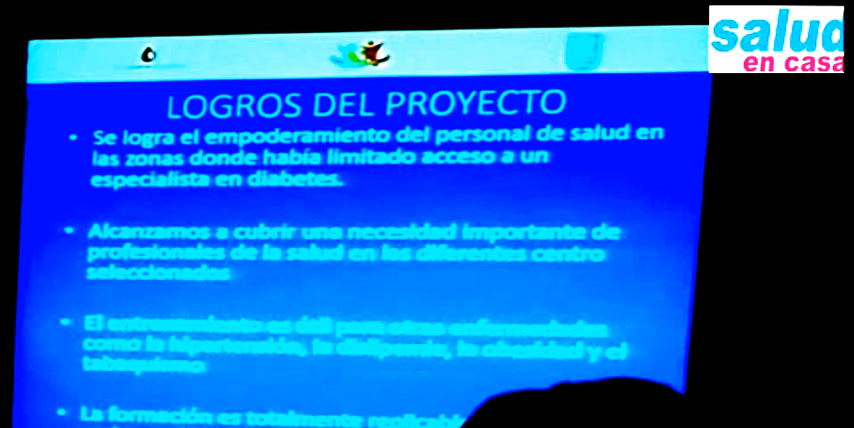 salud
en casa
LOGROS DEL PROYECTO
• Se logra el empoderamiento del personal de salud en
las zonas donde había limitado acceso a un
especialista en diabetes.
• Alcanzamos a cubrir una necesidad importante de
profesionales de la salud en los diferentes centro
seleccionados
• El entrenamiento es útil para otras enfermedades
como la hipertensión, la dislipemia, la obesidad y el
tabaquismo
• La formación es totalmente